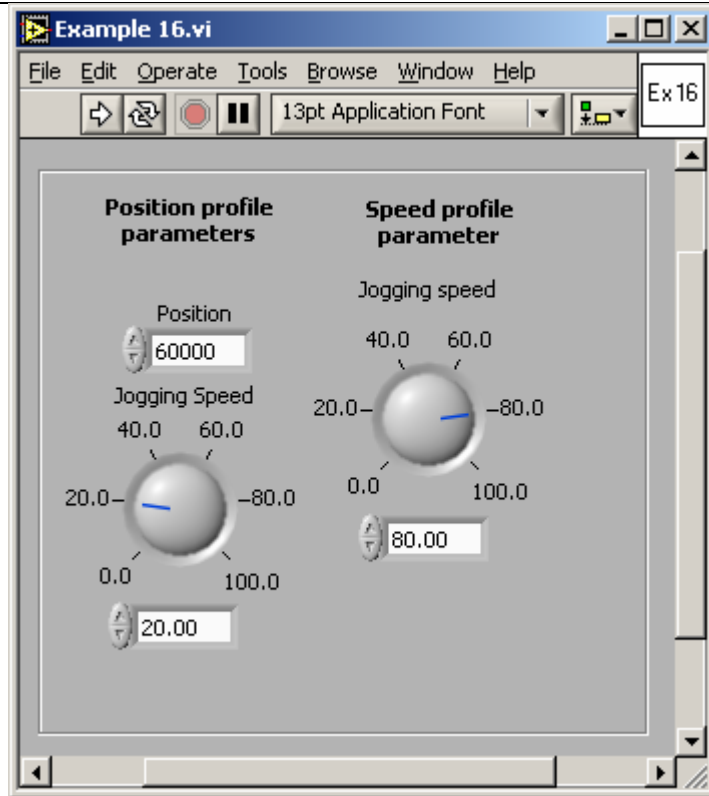 Example 16.vi
File Edit Operate Tools Browse Window Help
13pt Application Font
Ex 16
Position profile
parameters
Position
60000
Jogging Speed
40.0 60.0
20.0 80.0
0.0 100.0
20.00
Speed profile
parameter
Jogging speed
40.0 60.0
20.0 80.0
0.0 100.0
80.00